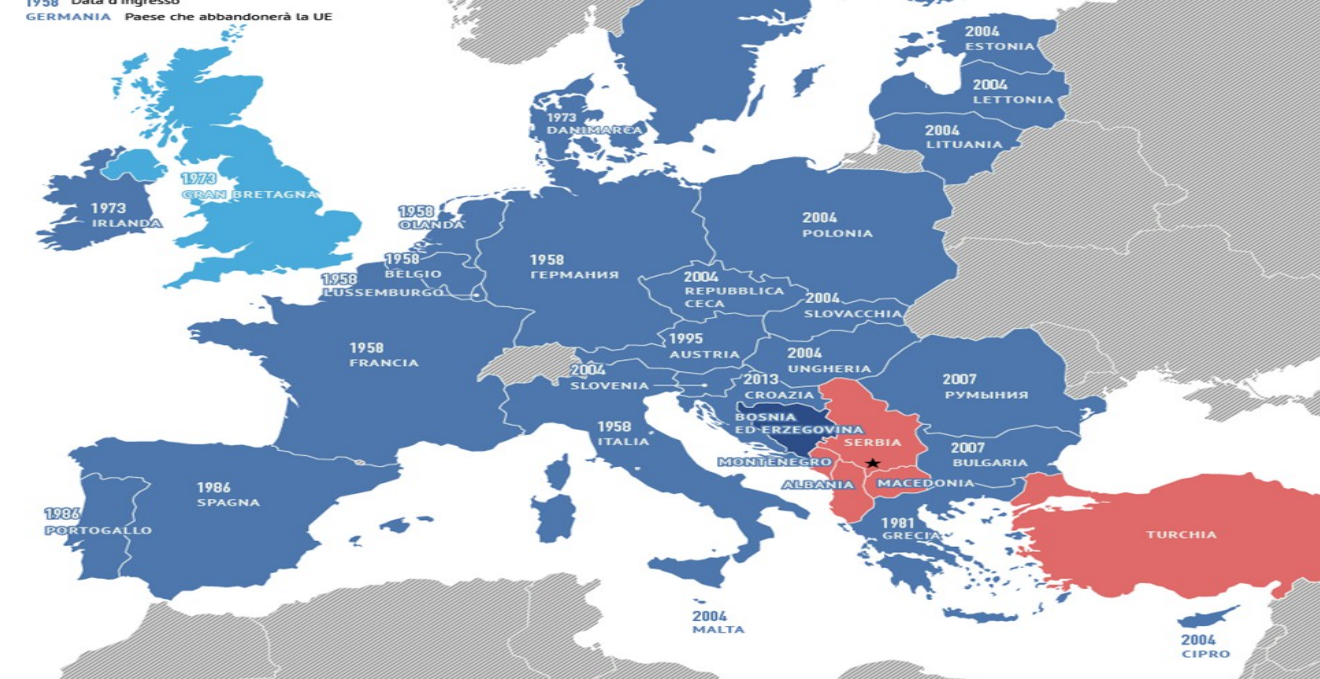 1958 Data d'ingresso
GERMANIA Paese che abbandonerà la UE
2004
ESTONIA
2004
LETTONIA
2004
LITUANIA
1973
DANIMARCA
1973
GRAN BRETAGNA
1973
IRLANDA
1958
OLANDA
1958
BELGIO
1958
LUSSEMBURGO
1958
ГЕРМАНИЯ
2004
POLONIA
2004
REPUBBLICA
CECA
2004
SLOVACCHIA
1995
AUSTRIA
2004
UNGHERIA
1958
FRANCIA
2004
SLOVENIA
2013
CROAZIA
2007
РУМЫНИЯ
BOSNIA
ED ERZEGOVINA
1958
ITALIA
SERBIA
2007
BULGARIA
MONTENEGRO
ALBANIA
MACEDONIA
1986
SPAGNA
1986
PORTOGALLO
1981
GRECIA
TURCHIA
2004
MALTA
2004
CIPRO